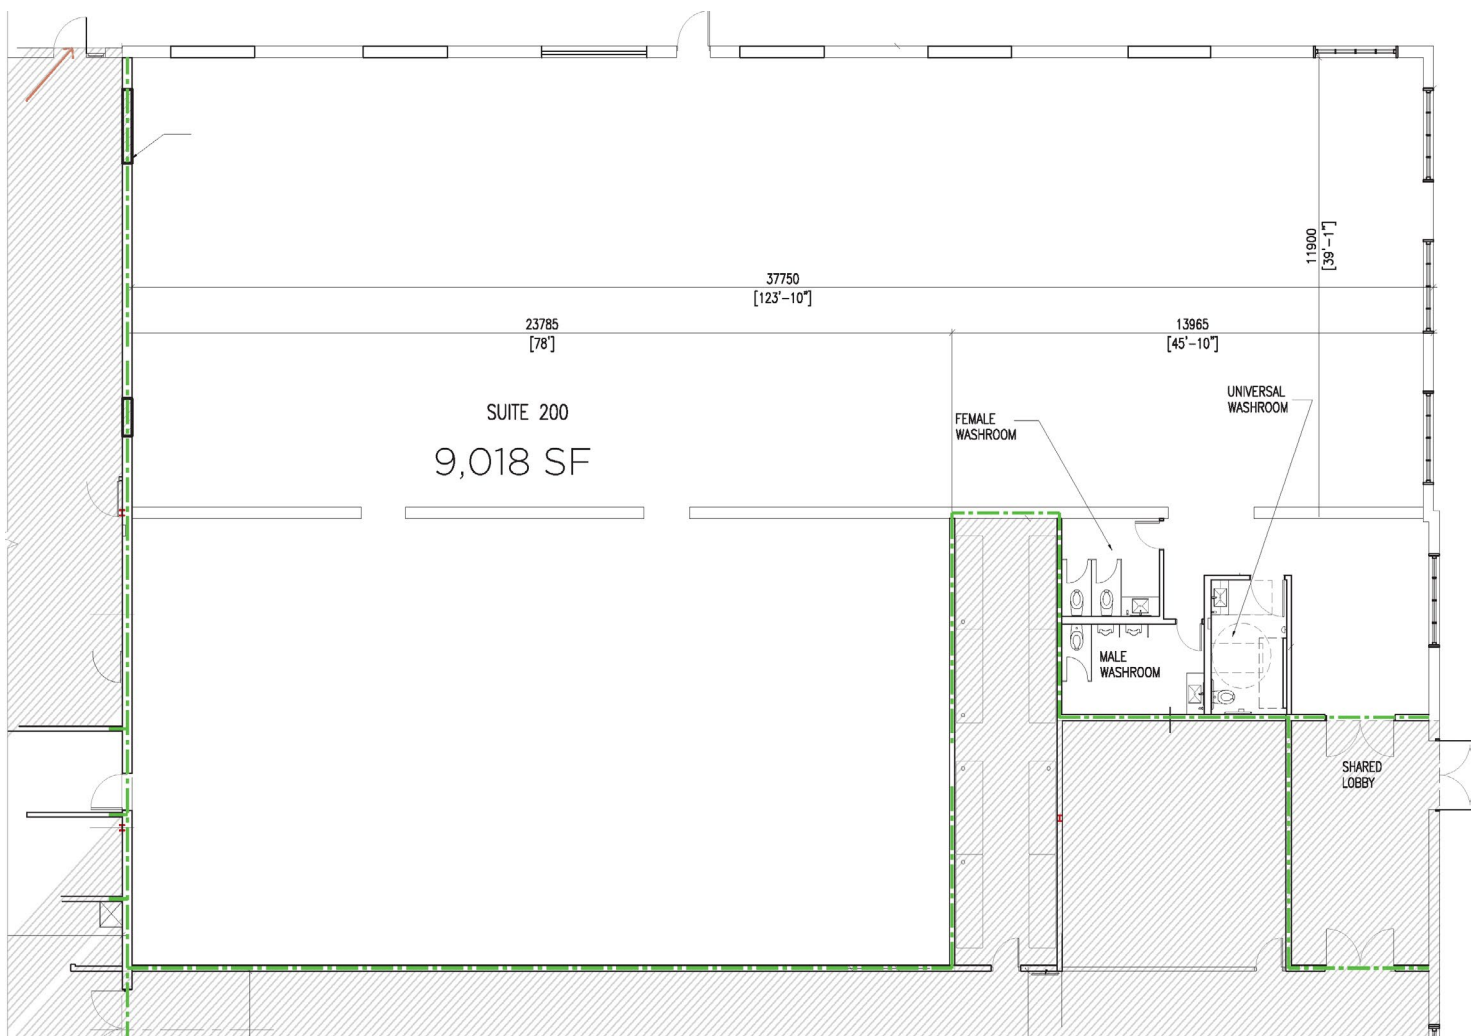 11900
[39'-1"]
37750
[123'-10"]
23785
[78']
13965
[45'-10"]
SUITE 200
9,018 SF
FEMALE
WASHROOM
UNIVERSAL
WASHROOM
MALE
WASHROOM
SHARED
LOBBY